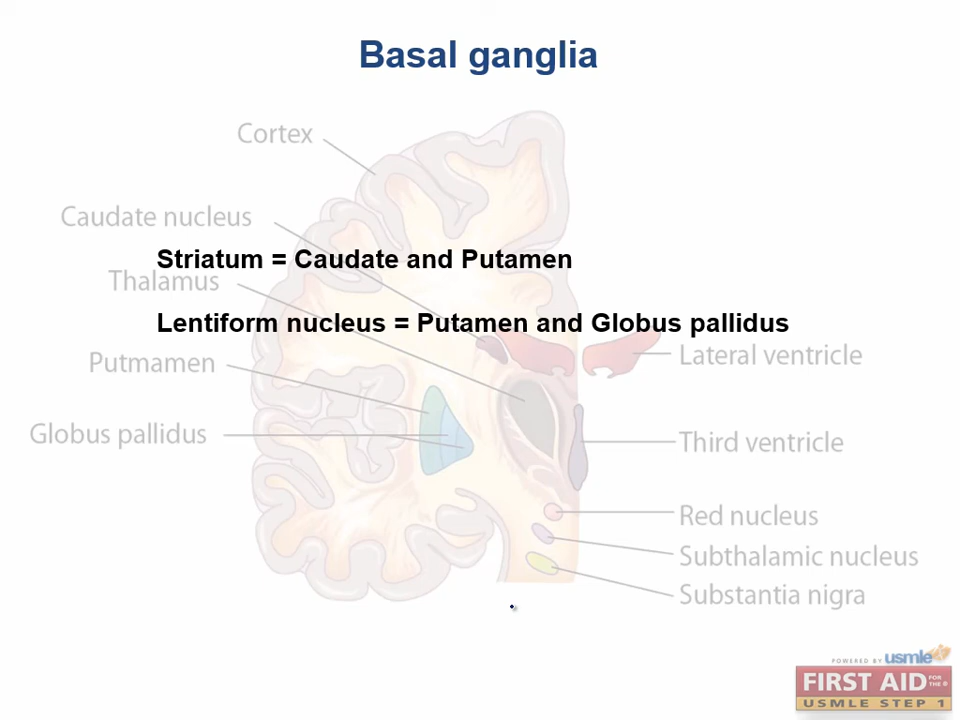 Basal ganglia
Cortex
Caudate nucleus
Striatum = Caudate and Putamen
Thalamus
Lentiform nucleus = Putamen and Globus pallidus
Lateral ventricle
Putmamen
Globus pallidus
Third ventricle
Red nucleus
Subthalamic nucleus
Substantia nigra
POWERED BY usmle
FIRST AID FOR THE ®
USMLE STEP 1